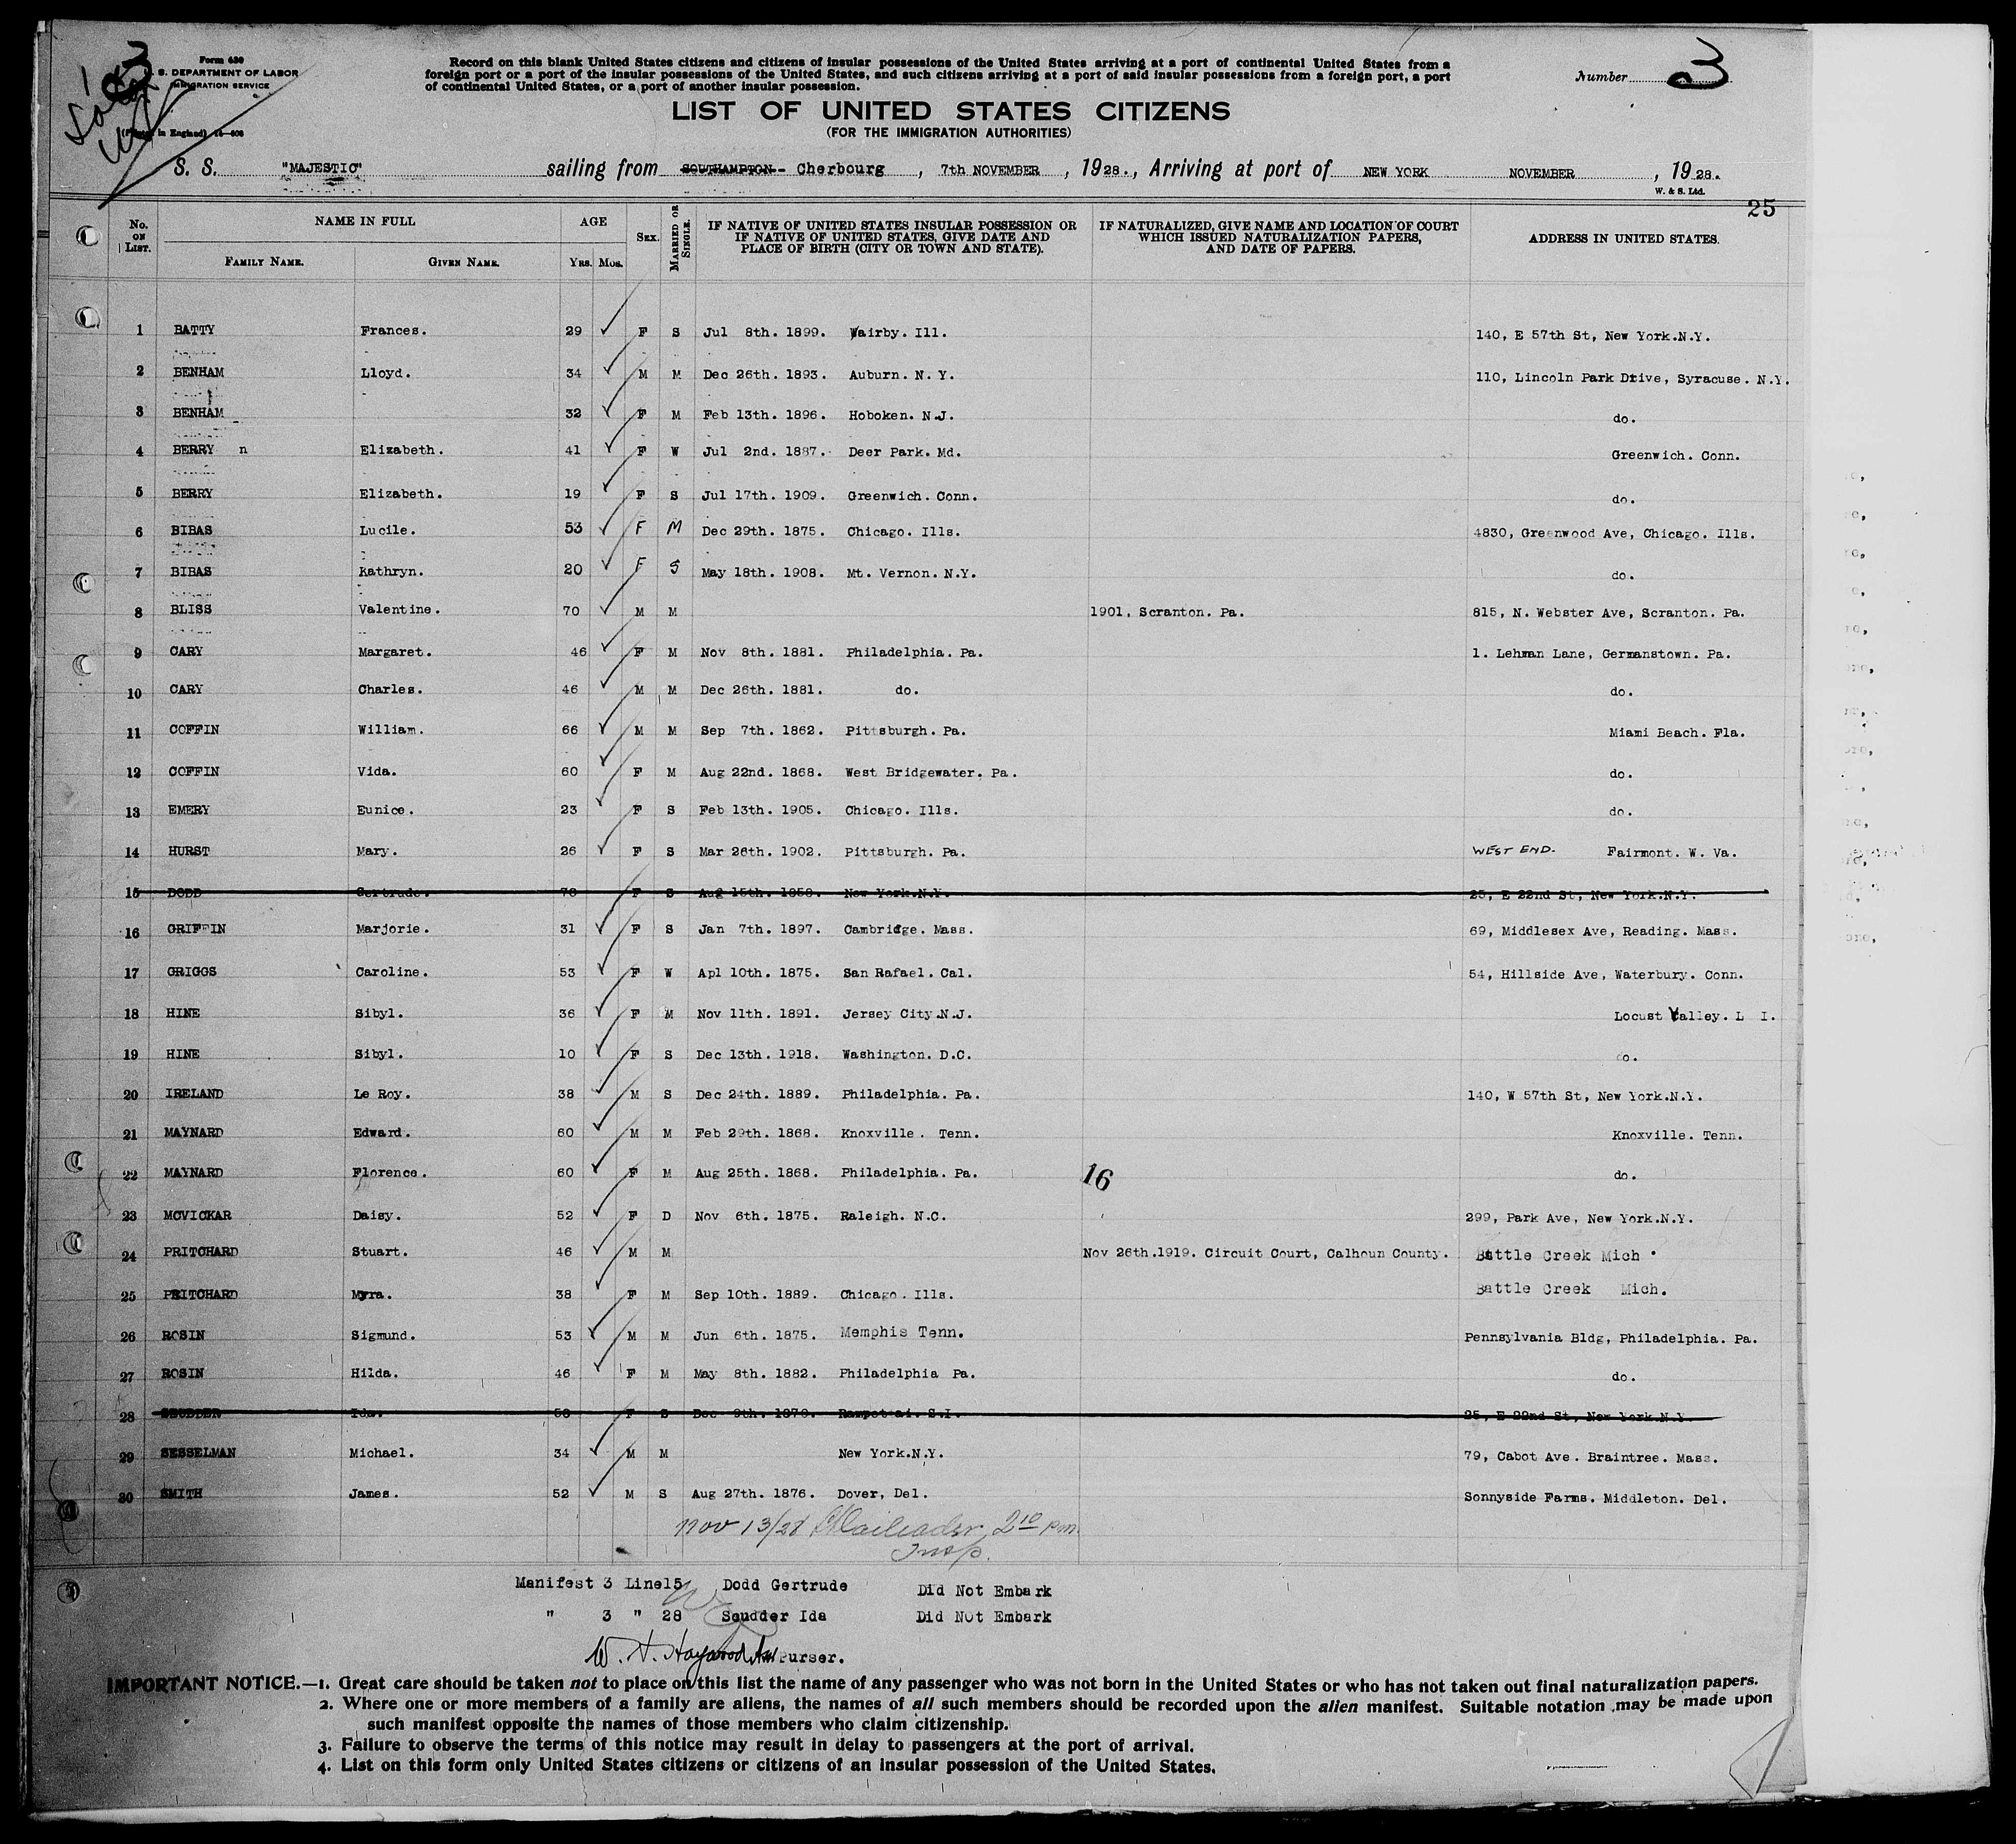 Form 630
S. DEPARTMENT OF LABOR
IMMIGRATION SERVICE
in England) 14—606
Record on this blank United States citizens and citizens of insular possessions of the United States arriving at a port of continental United States from a
foreign port or a port of the insular possessions of the United States, and such citizens arriving at a port of said insular possessions from a foreign port, a port
of continental United States, or a port of another insular possession.
Number 3
LIST OF UNITED STATES CITIZENS
(FOR THE IMMIGRATION AUTHORITIES)
S. S. "MAJESTIC" sailing from SOUTHAMPTON - Cherbourg, 7th NOVEMBER, 1928., Arriving at port of NEW YORK NOVEMBER, 1928.
W. & S. Ltd.
25
No. ON LIST. NAME IN FULL FAMILY NAME. GIVEN NAME. AGE YRS. MOS. SEX. MARRIED OR SINGLE. IF NATIVE OF UNITED STATES INSULAR POSSESSION OR IF NATIVE OF UNITED STATES, GIVE DATE AND PLACE OF BIRTH (CITY OR TOWN AND STATE). IF NATURALIZED, GIVE NAME AND LOCATION OF COURT WHICH ISSUED NATURALIZATION PAPERS, AND DATE OF PAPERS. ADDRESS IN UNITED STATES.
1 BATTY Frances. 29 F S Jul 8th. 1899. Wairby. Ill. 140, E 57th St, New York.N.Y.
2 BENHAM Lloyd. 34 M M Dec 26th. 1893. Auburn. N.Y. 110, Lincoln Park Drive, Syracuse. N.Y.
3 BENHAM 32 F M Feb 13th. 1896. Hoboken. N.J. do.
4 BERRY n Elizabeth. 41 F W Jul 2nd. 1887. Deer Park. Md. Greenwich. Conn.
5 BERRY Elizabeth. 19 F S Jul 17th. 1909. Greenwich. Conn. do.
6 BIBAS Lucile. 53 F M Dec 29th. 1875. Chicago. Ills. 4830, Greenwood Ave, Chicago. Ills.
7 BIBAS Kathryn. 20 F S May 18th. 1908. Mt. Vernon. N.Y. do.
8 BLISS Valentine. 70 M M 1901, Scranton. Pa. 815, N. Webster Ave, Scranton. Pa.
9 CARY Margaret. 46 F M Nov 8th. 1881. Philadelphia. Pa. 1. Lehman Lane, Germanstown. Pa.
10 CARY Charles. 46 M M Dec 26th. 1881. do. do.
11 COFFIN William. 66 M M Sep 7th. 1862. Pittsburgh. Pa. Miami Beach. Fla.
12 COFFIN Vida. 60 F M Aug 22nd. 1868. West Bridgewater. Pa. do.
13 EMERY Eunice. 23 F S Feb 13th. 1905. Chicago. Ills. do.
14 HURST Mary. 26 F S Mar 26th. 1902. Pittsburgh. Pa. WEST END. Fairmont. W. Va.
15 DODD Gertrude. 70 F S Aug 15th. 1858. New York.N.Y. 25, E 22nd St, New York.N.Y.
16 GRIFFIN Marjorie. 31 F S Jan 7th. 1897. Cambridge. Mass. 69, Middlesex Ave, Reading. Mass.
17 GRIGGS Caroline. 53 F W Apl 10th. 1875. San Rafael. Cal. 54, Hillside Ave, Waterbury. Conn.
18 HINE Sibyl. 36 F M Nov 11th. 1891. Jersey City.N.J. Locust Valley. L I.
19 HINE Sibyl. 10 F S Dec 13th. 1918. Washington. D.C. do.
20 IRELAND Le Roy. 38 M S Dec 24th. 1889. Philadelphia. Pa. 140, W 57th St, New York.N.Y.
21 MAYNARD Edward. 60 M M Feb 29th. 1868. Knoxville. Tenn. Knoxville. Tenn.
22 MAYNARD Florence. 60 F M Aug 25th. 1868. Philadelphia. Pa. 16 do.
23 MCVICKAR Daisy. 52 F D Nov 6th. 1875. Raleigh. N.C. 299, Park Ave, New York.N.Y.
24 PRITCHARD Stuart. 46 M M Nov 26th.1919. Circuit Court, Calhoun County. Battle Creek Mich.
25 PRITCHARD Myra. 38 F M Sep 10th. 1889. Chicago. Ills. Battle Creek Mich.
26 ROSIN Sigmund. 53 M M Jun 6th. 1875. Memphis Tenn. Pennsylvania Bldg, Philadelphia. Pa.
27 ROSIN Hilda. 46 F M May 8th. 1882. Philadelphia Pa. do.
28 SCUDDER Ida. F S Dec 9th. 25, E 22nd St, New York.N.Y.
29 SESSELMAN Michael. 34 M M New York.N.Y. 79, Cabot Ave. Braintree. Mass.
30 SMITH James. 52 M S Aug 27th. 1876. Dover, Del. Sonnyside Farms. Middleton. Del.
Nov 13/28 2 10 pm
Insp.
Manifest 3 Line15 Dodd Gertrude Did Not Embark
" 3 " 28 Scudder Ida Did Not Embark
W. Purser.
IMPORTANT NOTICE.—1. Great care should be taken not to place on this list the name of any passenger who was not born in the United States or who has not taken out final naturalization papers.
2. Where one or more members of a family are aliens, the names of all such members should be recorded upon the alien manifest. Suitable notation may be made upon
such manifest opposite the names of those members who claim citizenship.
3. Failure to observe the terms of this notice may result in delay to passengers at the port of arrival.
4. List on this form only United States citizens or citizens of an insular possession of the United States.